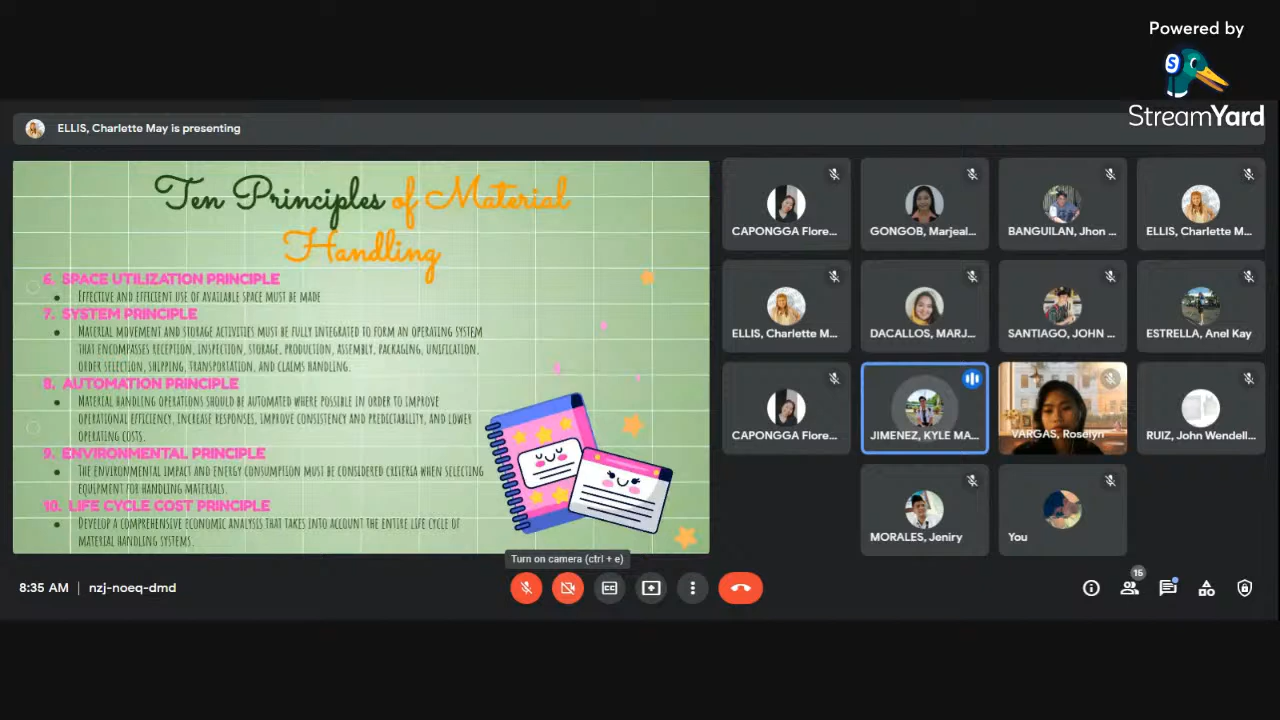 Powered by
S
StreamYard
ELLIS, Charlette May is presenting
Ten Principles of Material
Handling
6. SPACE UTILIZATION PRINCIPLE
• EFFECTIVE AND EFFICIENT USE OF AVAILABLE SPACE MUST BE MADE
7. SYSTEM PRINCIPLE
• MATERIAL MOVEMENT AND STORAGE ACTIVITIES MUST BE FULLY INTEGRATED TO FORM AN OPERATING SYSTEM
THAT ENCOMPASSES RECEPTION, INSPECTION, STORAGE, PRODUCTION, ASSEMBLY, PACKAGING, UNIFICATION,
ORDER SELECTION, SHIPPING, TRANSPORTATION, AND CLAIMS HANDLING.
8. AUTOMATION PRINCIPLE
• MATERIAL HANDLING OPERATIONS SHOULD BE AUTOMATED WHERE POSSIBLE IN ORDER TO IMPROVE
OPERATIONAL EFFICIENCY, INCREASE RESPONSES, IMPROVE CONSISTENCY AND PREDICTABILITY, AND LOWER
OPERATING COSTS.
9. ENVIRONMENTAL PRINCIPLE
• THE ENVIRONMENTAL IMPACT AND ENERGY CONSUMPTION MUST BE CONSIDERED CRITERIA WHEN SELECTING
EQUIPMENT FOR HANDLING MATERIALS.
10. LIFE CYCLE COST PRINCIPLE
• DEVELOP A COMPREHENSIVE ECONOMIC ANALYSIS THAT TAKES INTO ACCOUNT THE ENTIRE LIFE CYCLE OF
MATERIAL HANDLING SYSTEMS.
CAPONGGA Flore...
GONGOB, Marjeal...
BANGUILAN, Jhon ...
ELLIS, Charlette M...
ELLIS, Charlette M...
DACALLOS, MARJ...
SANTIAGO, JOHN ...
ESTRELLA, Anel Kay
CAPONGGA Flore...
JIMENEZ, KYLE MA...
VARGAS, Roselyn
RUIZ, John Wendell...
MORALES, Jeniry
You
Turn on camera (ctrl + e)
8:35 AM | nzj-noeq-dmd
CC
15